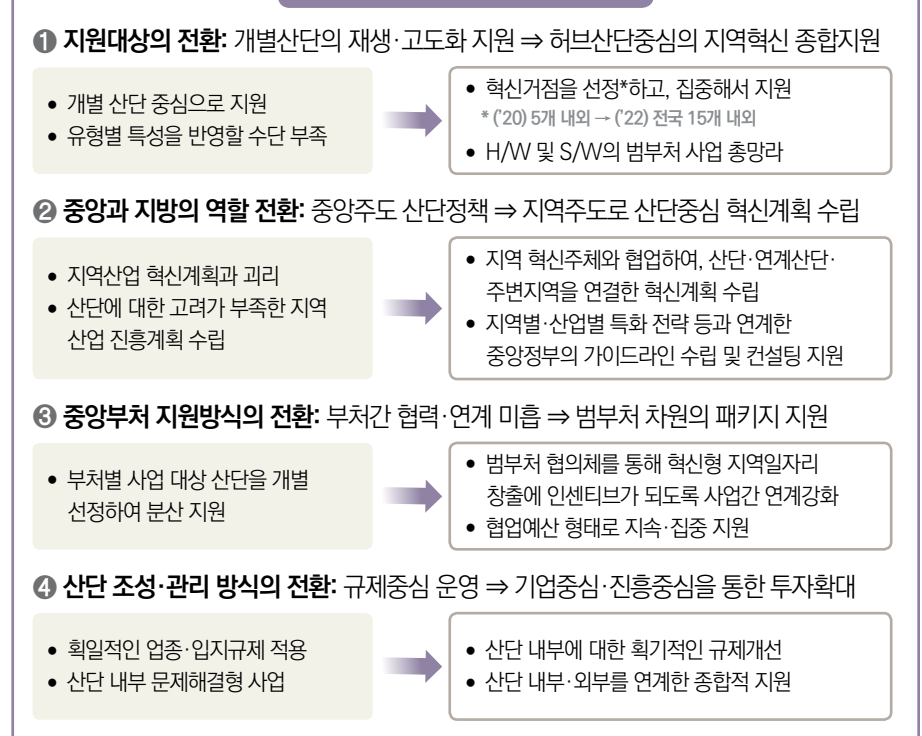 ❶ 지원대상의 전환: 개별산단의 재생·고도화 지원 ⇒ 허브산단중심의 지역혁신 종합지원
• 개별 산단 중심으로 지원
• 유형별 특성을 반영할 수단 부족
• 혁신거점을 선정*하고, 집중해서 지원
* ('20) 5개 내외 → ('22) 전국 15개 내외
• H/W 및 S/W의 범부처 사업 총망라
❷ 중앙과 지방의 역할 전환: 중앙주도 산단정책 ⇒ 지역주도로 산단중심 혁신계획 수립
• 지역산업 혁신계획과 괴리
• 산단에 대한 고려가 부족한 지역
산업 진흥계획 수립
• 지역 혁신주체와 협업하여, 산단·연계산단·
주변지역을 연결한 혁신계획 수립
• 지역별·산업별 특화 전략 등과 연계한
중앙정부의 가이드라인 수립 및 컨설팅 지원
❸ 중앙부처 지원방식의 전환: 부처간 협력·연계 미흡 ⇒ 범부처 차원의 패키지 지원
• 부처별 사업 대상 산단을 개별
선정하여 분산 지원
• 범부처 협의체를 통해 혁신형 지역일자리
창출에 인센티브가 되도록 사업간 연계강화
• 협업예산 형태로 지속·집중 지원
❹ 산단 조성·관리 방식의 전환: 규제중심 운영 ⇒ 기업중심·진흥중심을 통한 투자확대
• 획일적인 업종·입지규제 적용
• 산단 내부 문제해결형 사업
• 산단 내부에 대한 획기적인 규제개선
• 산단 내부·외부를 연계한 종합적 지원